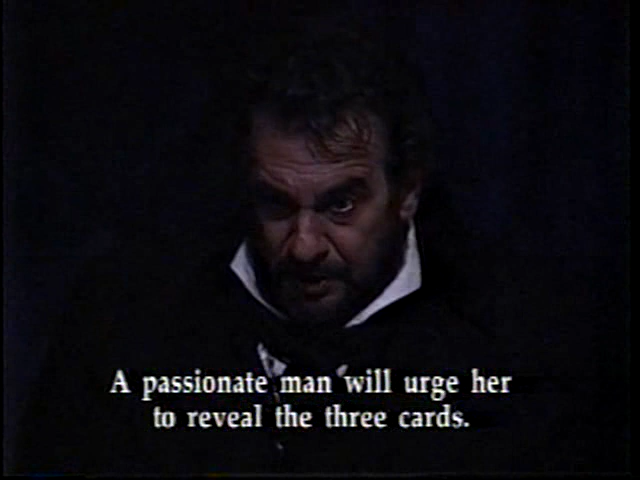 A passionate man will urge her
to reveal the three cards.